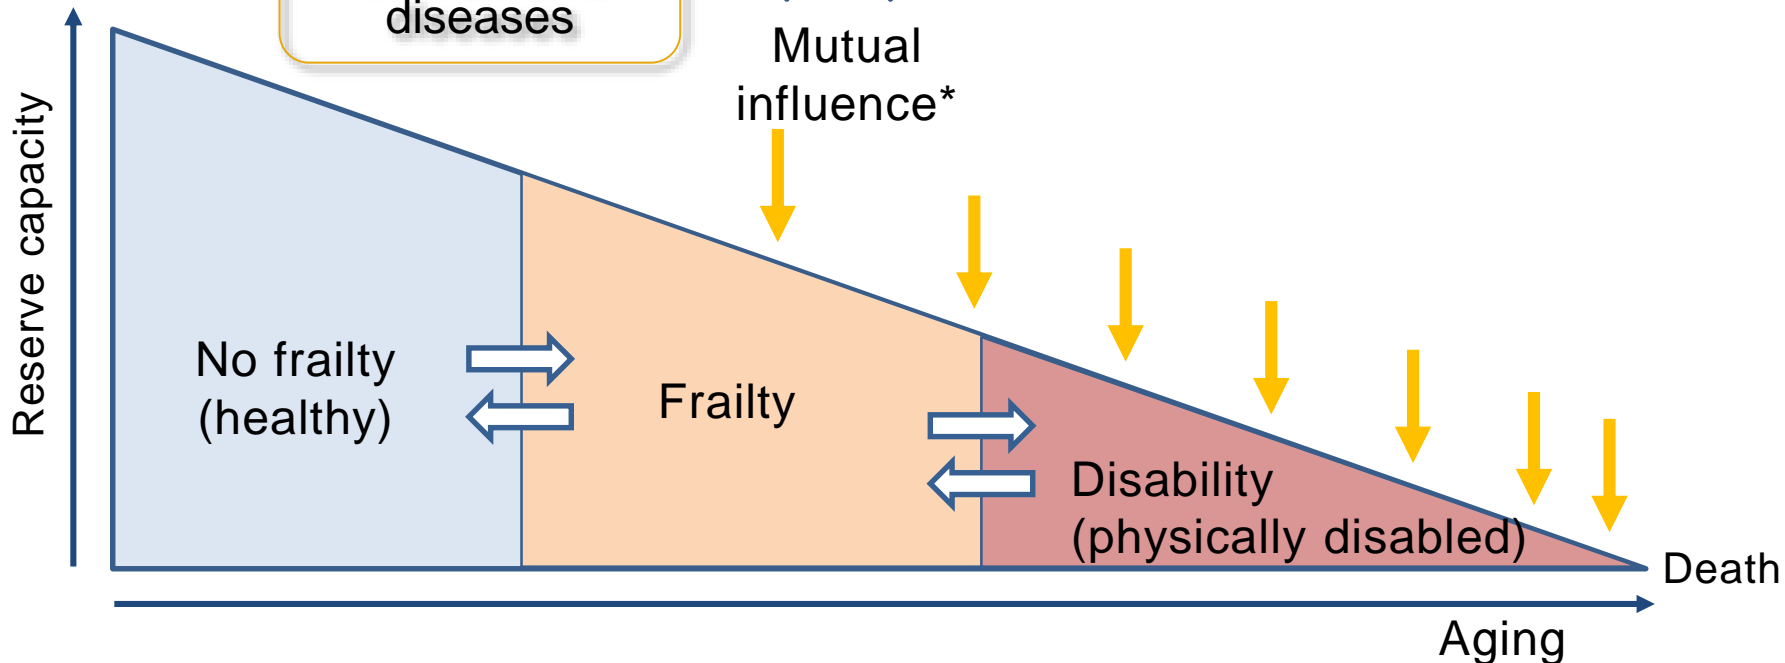 diseases
Mutual
influence*
Reserve capacity
No frailty
(healthy)
Frailty
Disability
(physically disabled)
Death
Aging